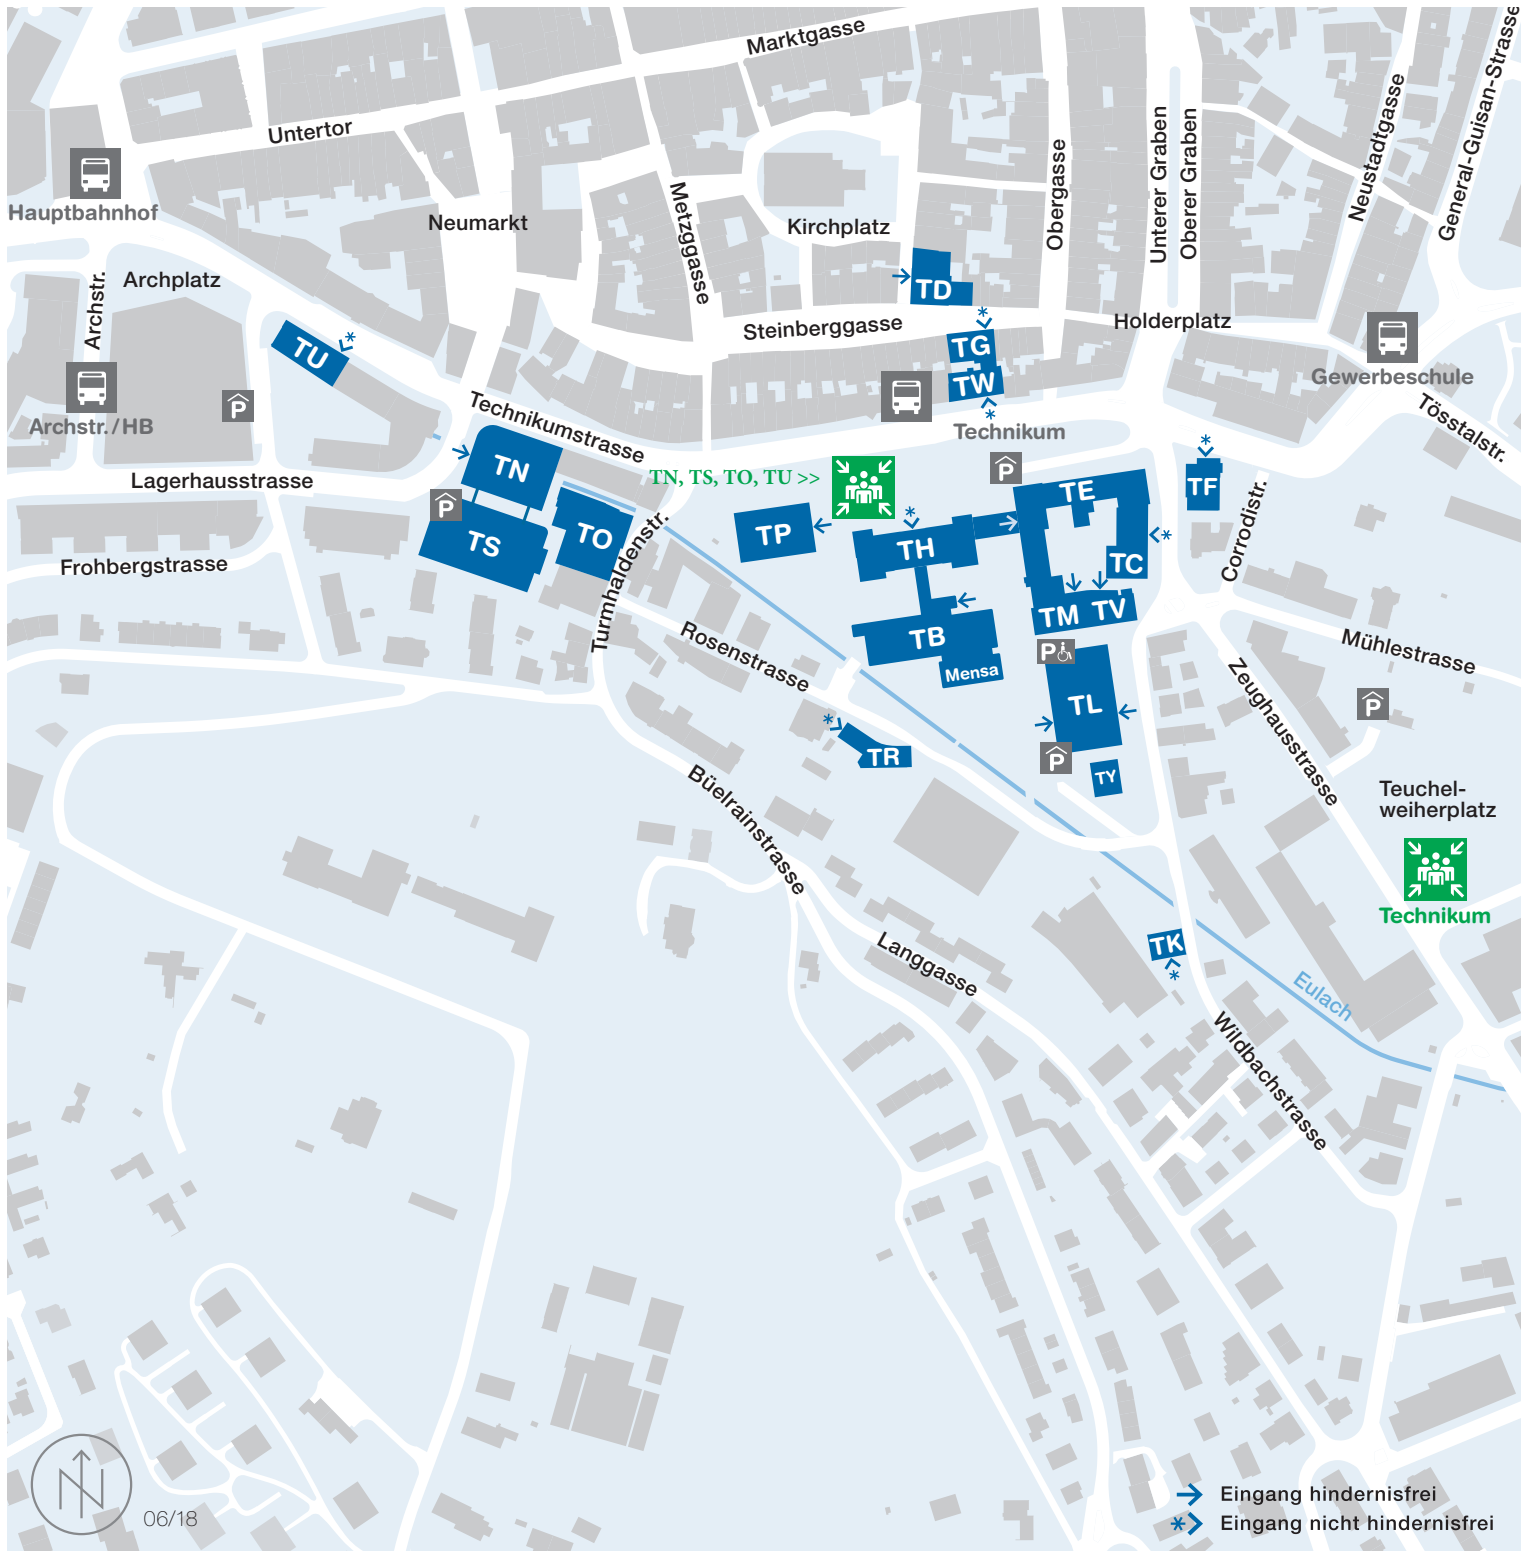 Marktgasse
Untertor
Hauptbahnhof
Neumarkt
Metzggasse
Kirchplatz
Obergasse
Unterer Graben
Oberer Graben
Neustadtgasse
General-Guisan-Strasse
Archplatz
Archstr.
TD
Steinberggasse
Holderplatz
TU
TG
TW
Gewerbeschule
Archstr./HB
P
Technikumstrasse
Technikum
Tösstalstr.
Lagerhausstrasse
TN
TN, TS, TO, TU >>
P
TE
TF
P
TS
TO
TP
TH
TC
Corrodistr.
Frohbergstrasse
Turmhaldenstr.
TM
TV
Rosenstrasse
TB
Mensa
P
Mühlestrasse
Zeughausstrasse
TL
P
TR
P
TY
Büelrainstrasse
Teuchel-
weiherplatz
Technikum
Langgasse
TK
Eulach
Wildbachstrasse
N
06/18
Eingang hindernisfrei
* Eingang nicht hindernisfrei